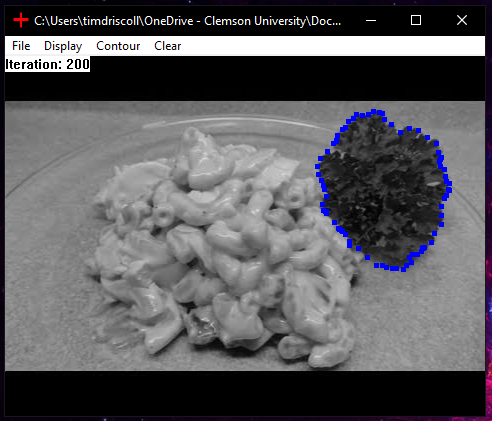 C:\Users\timdriscoll\OneDrive - Clemson University\Doc...
File Display Contour Clear
Iteration: 200